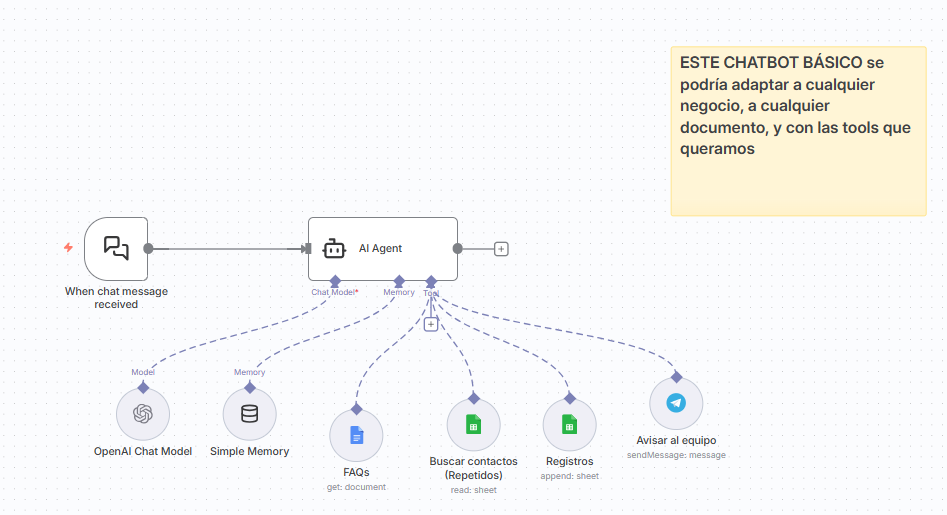 ESTE CHATBOT BÁSICO se
podría adaptar a cualquier
negocio, a cualquier
documento, y con las tools que
queramos
AI Agent
When chat message
received
Chat Model*
Memory
Tool
Model
Memory
OpenAI Chat Model
Simple Memory
FAQs
get: document
Buscar contactos
(Repetidos)
read: sheet
Registros
append: sheet
Avisar al equipo
sendMessage: message